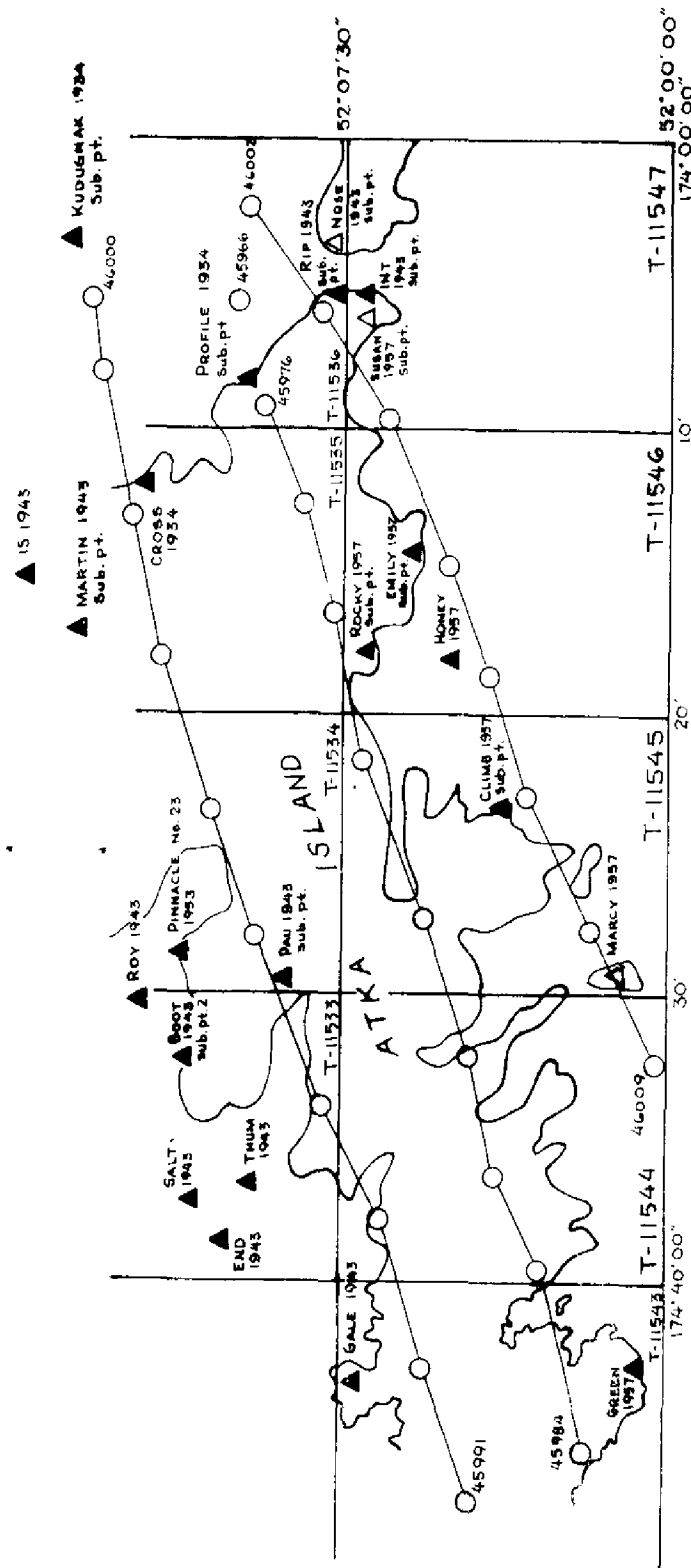 IS 1943
KUDUGNAK 1934
Sub. pt.
MARTIN 1943
Sub. pt.
46000
CROSS
1934
ROY 1943
PINNACLE No. 23
1953
BOOT
1943
Sub. pt. 2
SALT
1943
END
1943
THUM
1943
PAU 1943
Sub. pt.
PROFILE 1934
Sub. pt
45966
46002
45976
RIP 1943
Sub.
pt.
NOSE
1943
Sub. pt.
52°07'30"
GALE 1943
T-11533
ISLAND
T-11534
T-11535
T-11536
ATKA
ROCKY 1957
Sub. pt.
EMILY 1957
Sub. pt.
SUSAN
1957
Sub. pt.
INT
1943
Sub. pt.
HONEY
1957
CLIMB 1957
Sub. pt.
MARCY 1957
45991
45984
GREEN
1957
46009
T-11543
T-11544
T-11545
T-11546
T-11547
52°00'00"
174°40'00"
30'
20'
10'
174°00'00"